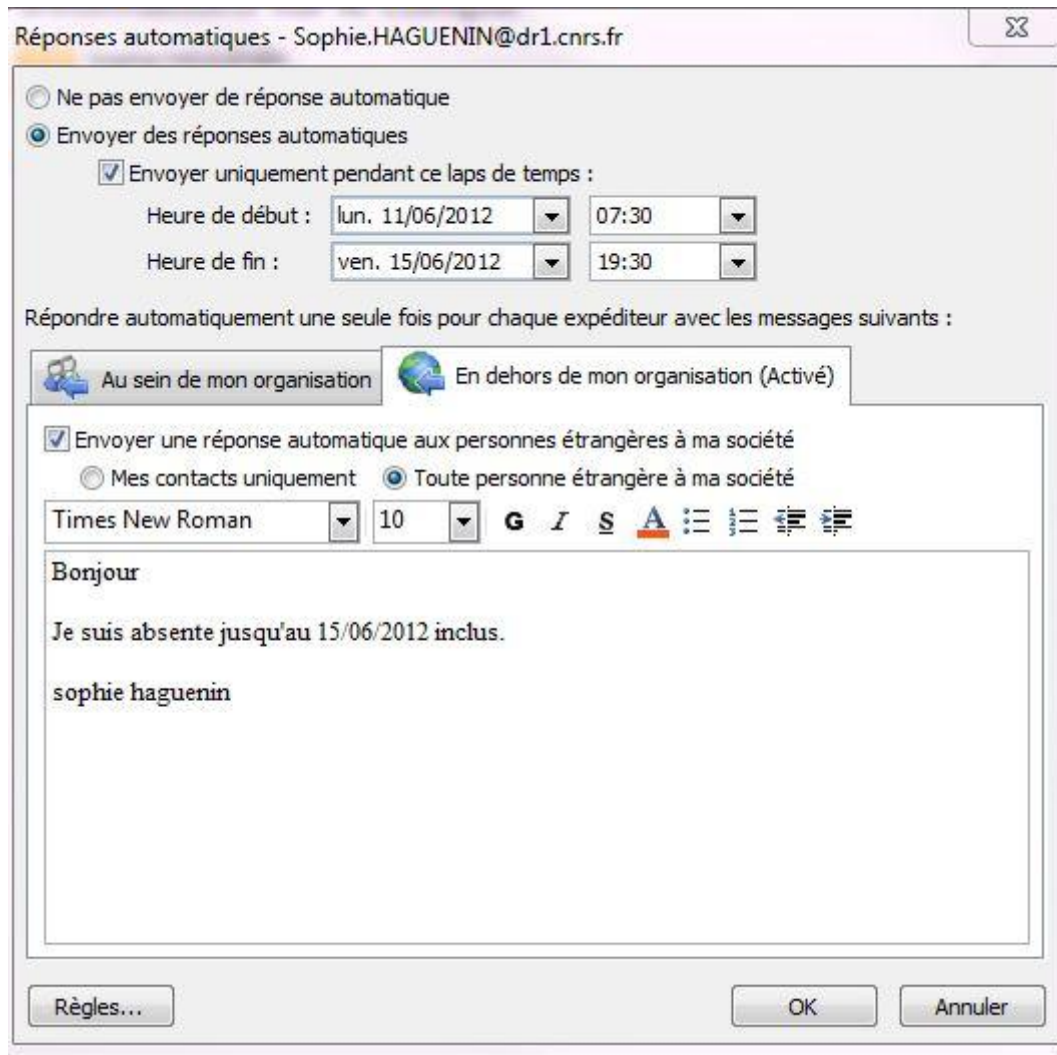 Réponses automatiques - Sophie.HAGUENIN@dr1.cnrs.fr
Ne pas envoyer de réponse automatique
Envoyer des réponses automatiques
Envoyer uniquement pendant ce laps de temps :
Heure de début : lun. 11/06/2012 07:30
Heure de fin : ven. 15/06/2012 19:30
Répondre automatiquement une seule fois pour chaque expéditeur avec les messages suivants :
Au sein de mon organisation En dehors de mon organisation (Activé)
Envoyer une réponse automatique aux personnes étrangères à ma société
Mes contacts uniquement Toute personne étrangère à ma société
Times New Roman 10 G I S A
Bonjour
Je suis absente jusqu'au 15/06/2012 inclus.
sophie haguenin
Règles... OK Annuler